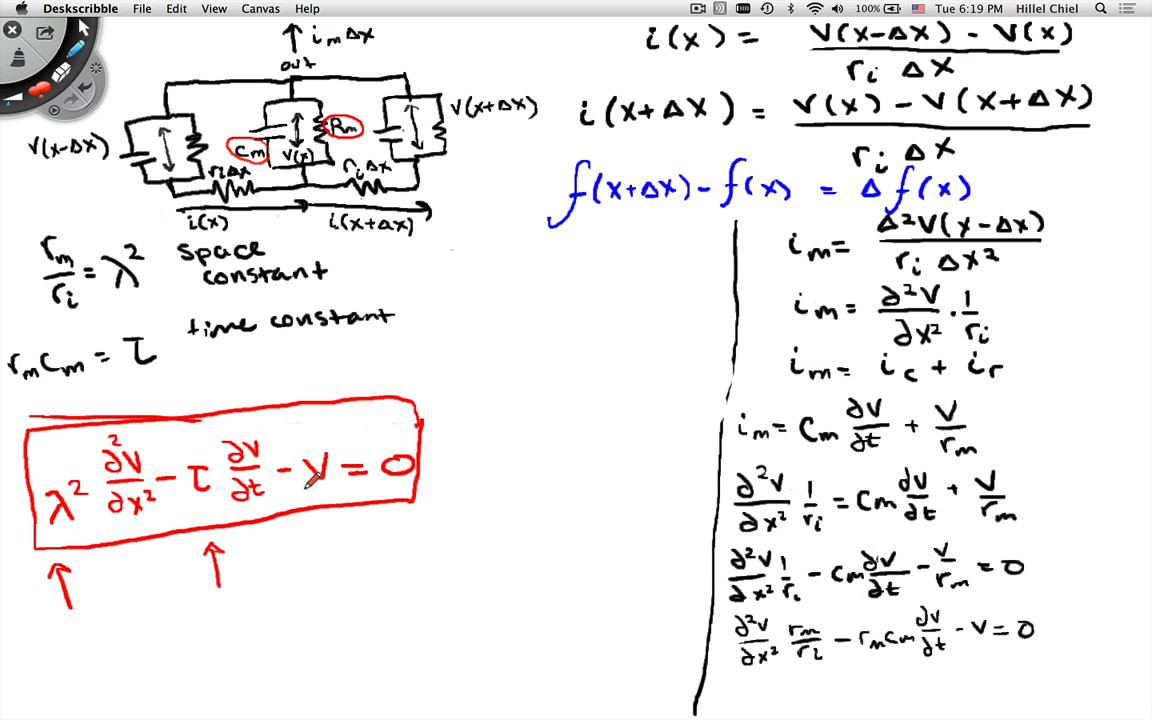 Deskscribble File Edit View Canvas Help 100% Tue 6:19 PM Hillel Chiel
i_m Δx
out
V(x-Δx)
C_m
R_m
V(x)
V(x+Δx)
r_i Δx
r_i Δx
i(x)
i(x+Δx)
r_m/r_i = λ² space constant
time constant
r_m c_m = τ
λ² ∂²V/∂x² - τ ∂V/∂t - V = 0
i(x) = V(x-Δx) - V(x) / r_i Δx
i(x+Δx) = V(x) - V(x+Δx) / r_i Δx
f(x+Δx) - f(x) = Δ f(x)
i_m = Δ²V(x-Δx) / r_i Δx²
i_m = ∂²V/∂x² · 1/r_i
i_m = i_c + i_r
i_m = C_m ∂V/∂t + V/r_m
∂²V/∂x² 1/r_i = C_m ∂V/∂t + V/r_m
∂²V/∂x² 1/r_i - C_m ∂V/∂t - V/r_m = 0
∂²V/∂x² r_m/r_i - r_m c_m ∂V/∂t - V = 0